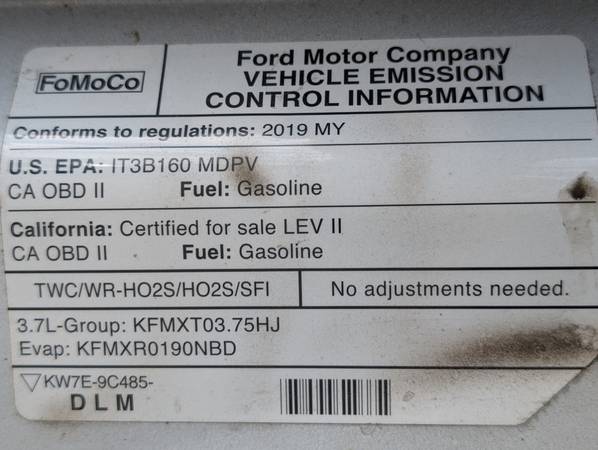 FoMoCo
Ford Motor Company
VEHICLE EMISSION
CONTROL INFORMATION
Conforms to regulations: 2019 MY
U.S. EPA: IT3B160 MDPV
CA OBD II Fuel: Gasoline
California: Certified for sale LEV II
CA OBD II Fuel: Gasoline
TWC/WR-HO2S/HO2S/SFI No adjustments needed.
3.7L-Group: KFMXT03.75HJ
Evap: KFMXR0190NBD
▽KW7E-9C485-
D L M